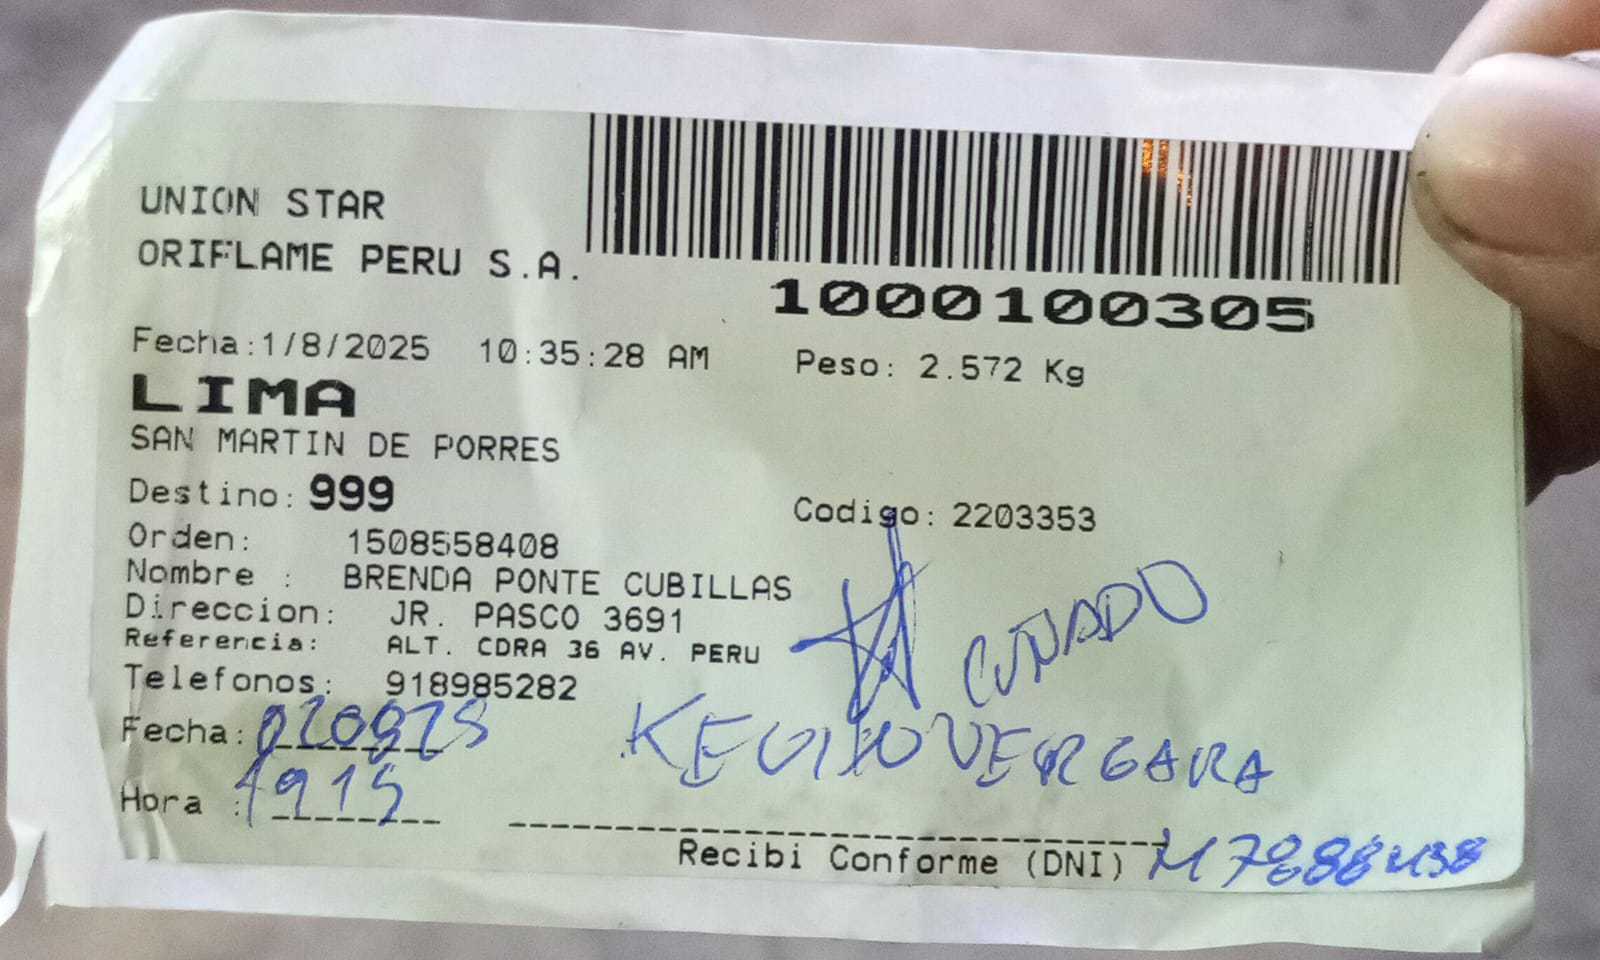 UNION STAR
ORIFLAME PERU S.A.
1000100305
Fecha:1/8/2025 10:35:28 AM Peso: 2.572 Kg
LIMA
SAN MARTIN DE PORRES
Destino: 999
Codigo: 2203353
Orden: 1508558408
Nombre : BRENDA PONTE CUBILLAS
Direccion: JR. PASCO 3691
Referencia: ALT. CDRA 36 AV. PERU
CUÑADO
Telefonos: 918985282
Fecha: 020825
VERGARA
Hora : 1915
Recibi Conforme (DNI)